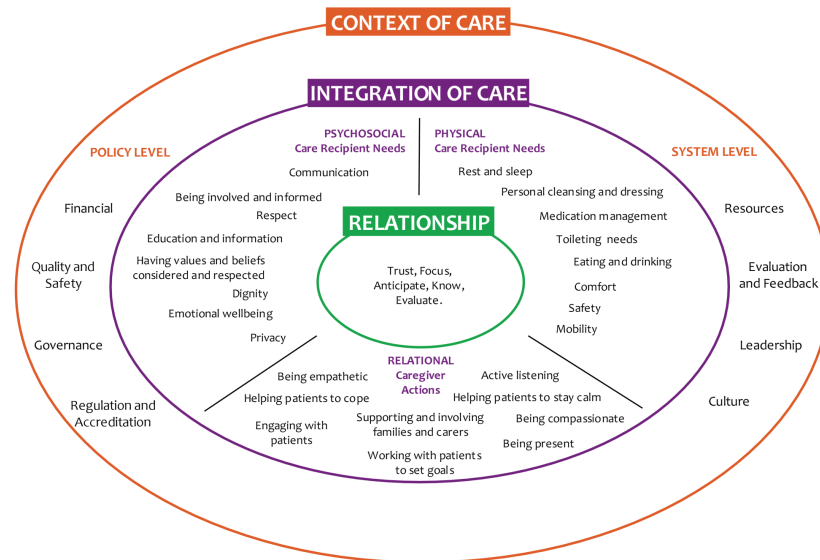 CONTEXT OF CARE
INTEGRATION OF CARE
PSYCHOSOCIAL
Care Recipient Needs
PHYSICAL
Care Recipient Needs
POLICY LEVEL
SYSTEM LEVEL
Communication
Being involved and informed
Respect
Education and information
Having values and beliefs
considered and respected
Dignity
Emotional wellbeing
Privacy
Rest and sleep
Personal cleansing and dressing
Medication management
Toileting needs
Eating and drinking
Comfort
Safety
Mobility
RELATIONSHIP
Trust, Focus,
Anticipate, Know,
Evaluate.
Financial
Quality and
Safety
Governance
Regulation and
Accreditation
Resources
Evaluation
and Feedback
Leadership
Culture
RELATIONAL
Caregiver
Actions
Being empathetic
Helping patients to cope
Engaging with
patients
Supporting and involving
families and carers
Working with patients
to set goals
Active listening
Helping patients to stay calm
Being compassionate
Being present